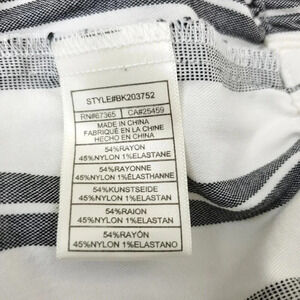 STYLE#BK203752
RN#67365 CA#25459
MADE IN CHINA
FABRIQUÉ EN LA CHINE
HECHO EN CHINA
54%RAYON
45%NYLON 1%ELASTANE
54%RAYONNE
45%NYLON 1%ÉLASTHANNE
54%KUNSTSEIDE
45%NYLON 1%ELASTAN
54%RAION
45%NYLON 1%ELASTAN
54%RAYÓN
45%NYLON 1%ELASTANO